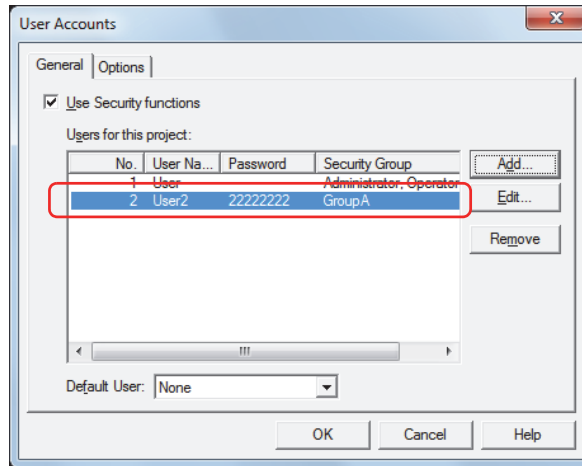 User Accounts
General Options
Use Security functions
Users for this project:
No. User Na... Password Security Group
1 User Administrator, Operator
2 User2 22222222 GroupA
Add...
Edit...
Remove
Default User: None
OK Cancel Help